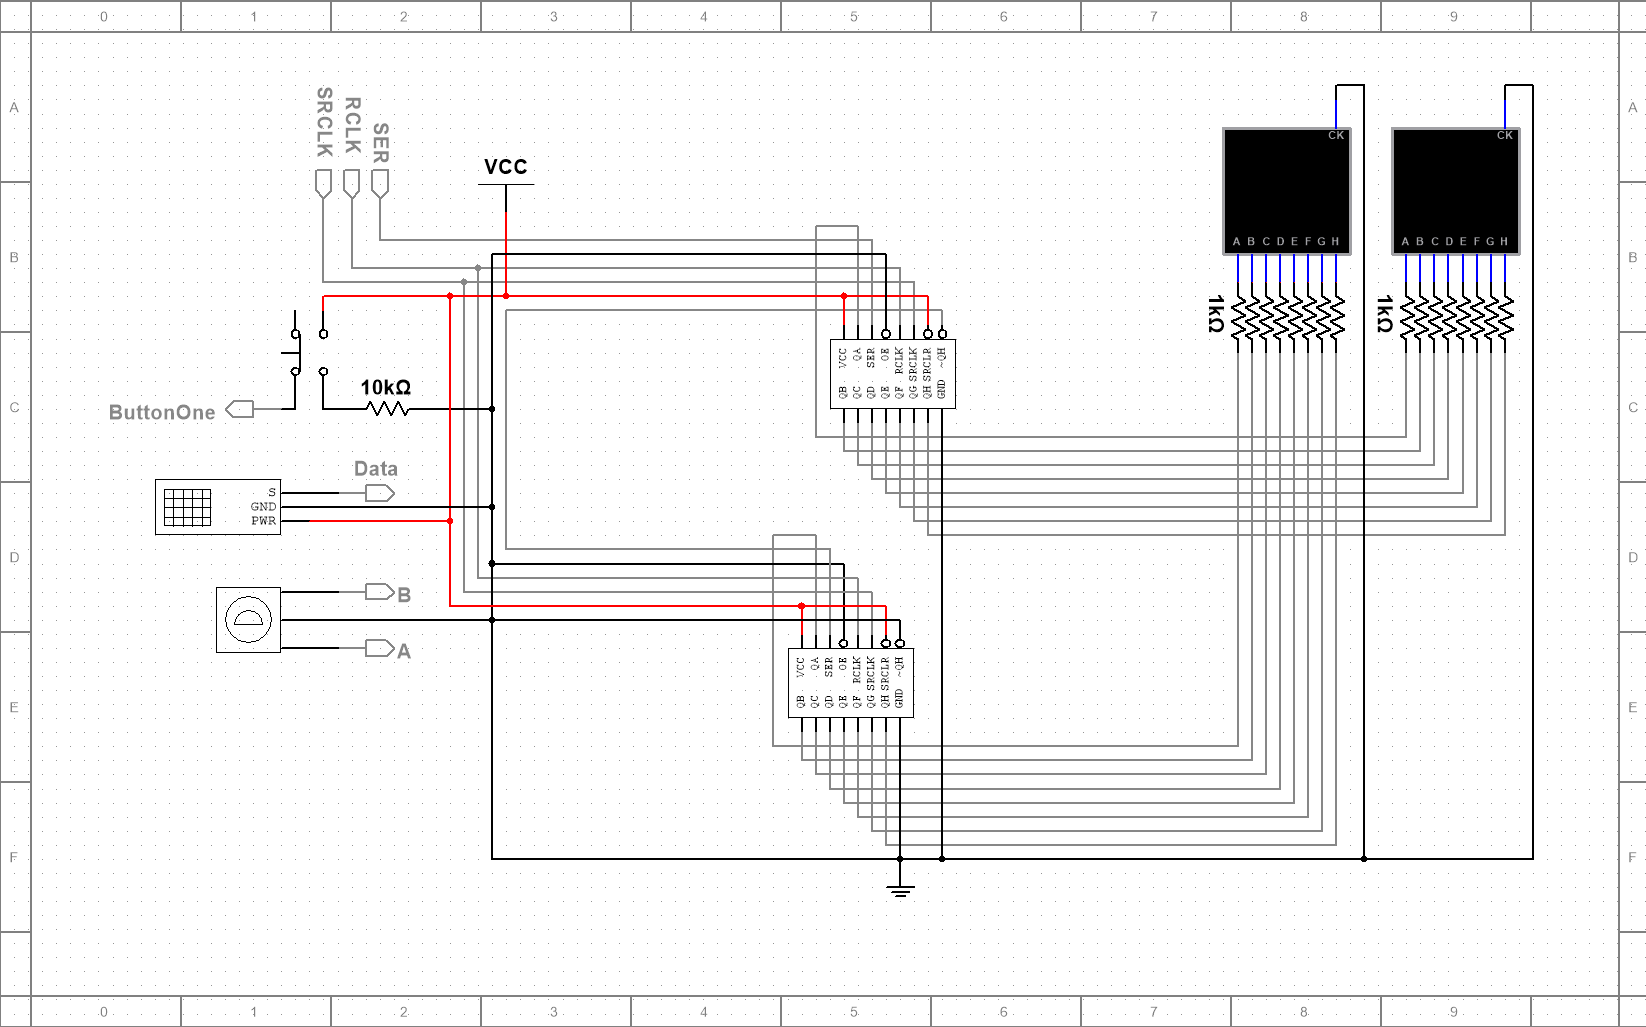 0 1 2 3 4 5 6 7 8 9
A A
SRCLK
RCLK
SER
CK CK
VCC
B B
A B C D E F G H A B C D E F G H
1kΩ 1kΩ
VCC QA SER OE RCLK SRCLK SRCLR ~QH
QB QC QD QE QF QG QH GND
10kΩ
C C
ButtonOne
Data
S
GND
PWR
D D
B
A
VCC QA SER OE RCLK SRCLK SRCLR ~QH
QB QC QD QE QF QG QH GND
E E
F F
0 1 2 3 4 5 6 7 8 9